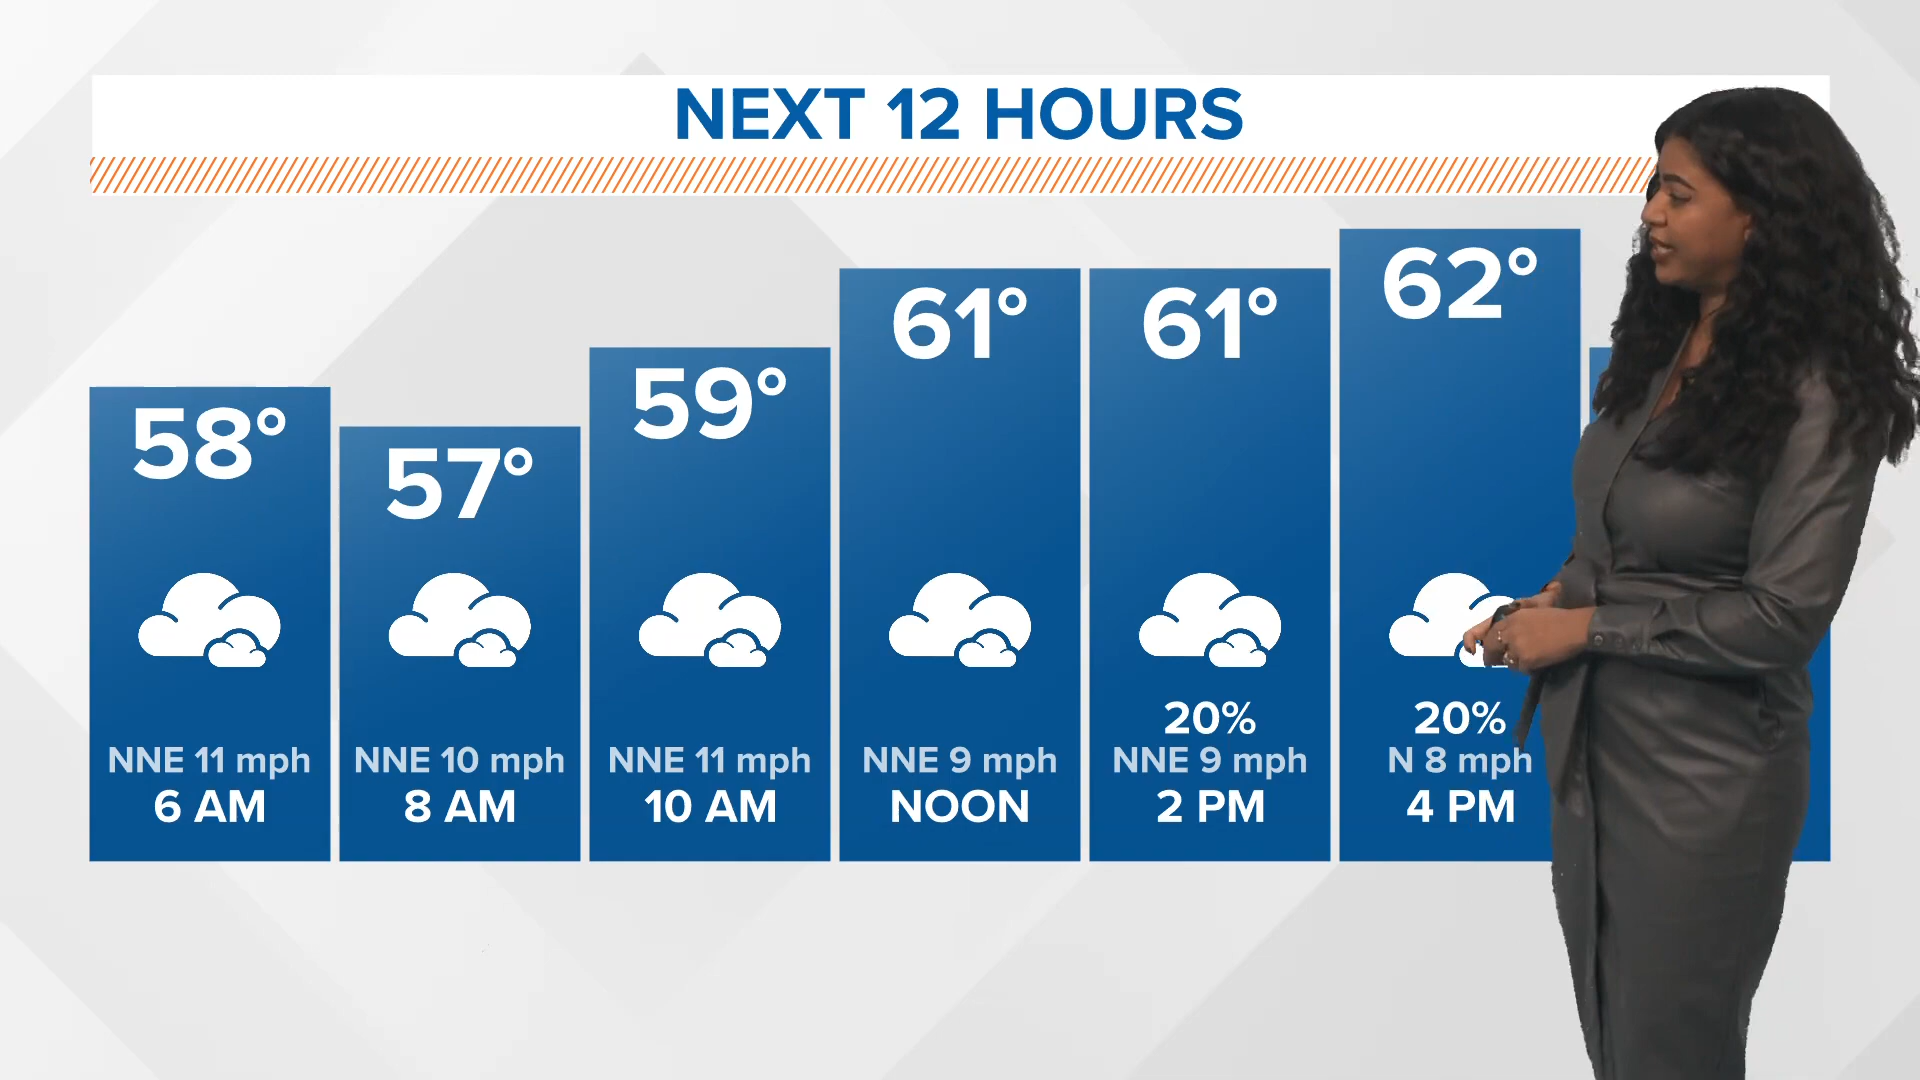 NEXT 12 HOURS
58°
NNE 11 mph
6 AM
57°
NNE 10 mph
8 AM
59°
NNE 11 mph
10 AM
61°
NNE 9 mph
NOON
61°
20%
NNE 9 mph
2 PM
62°
20%
N 8 mph
4 PM